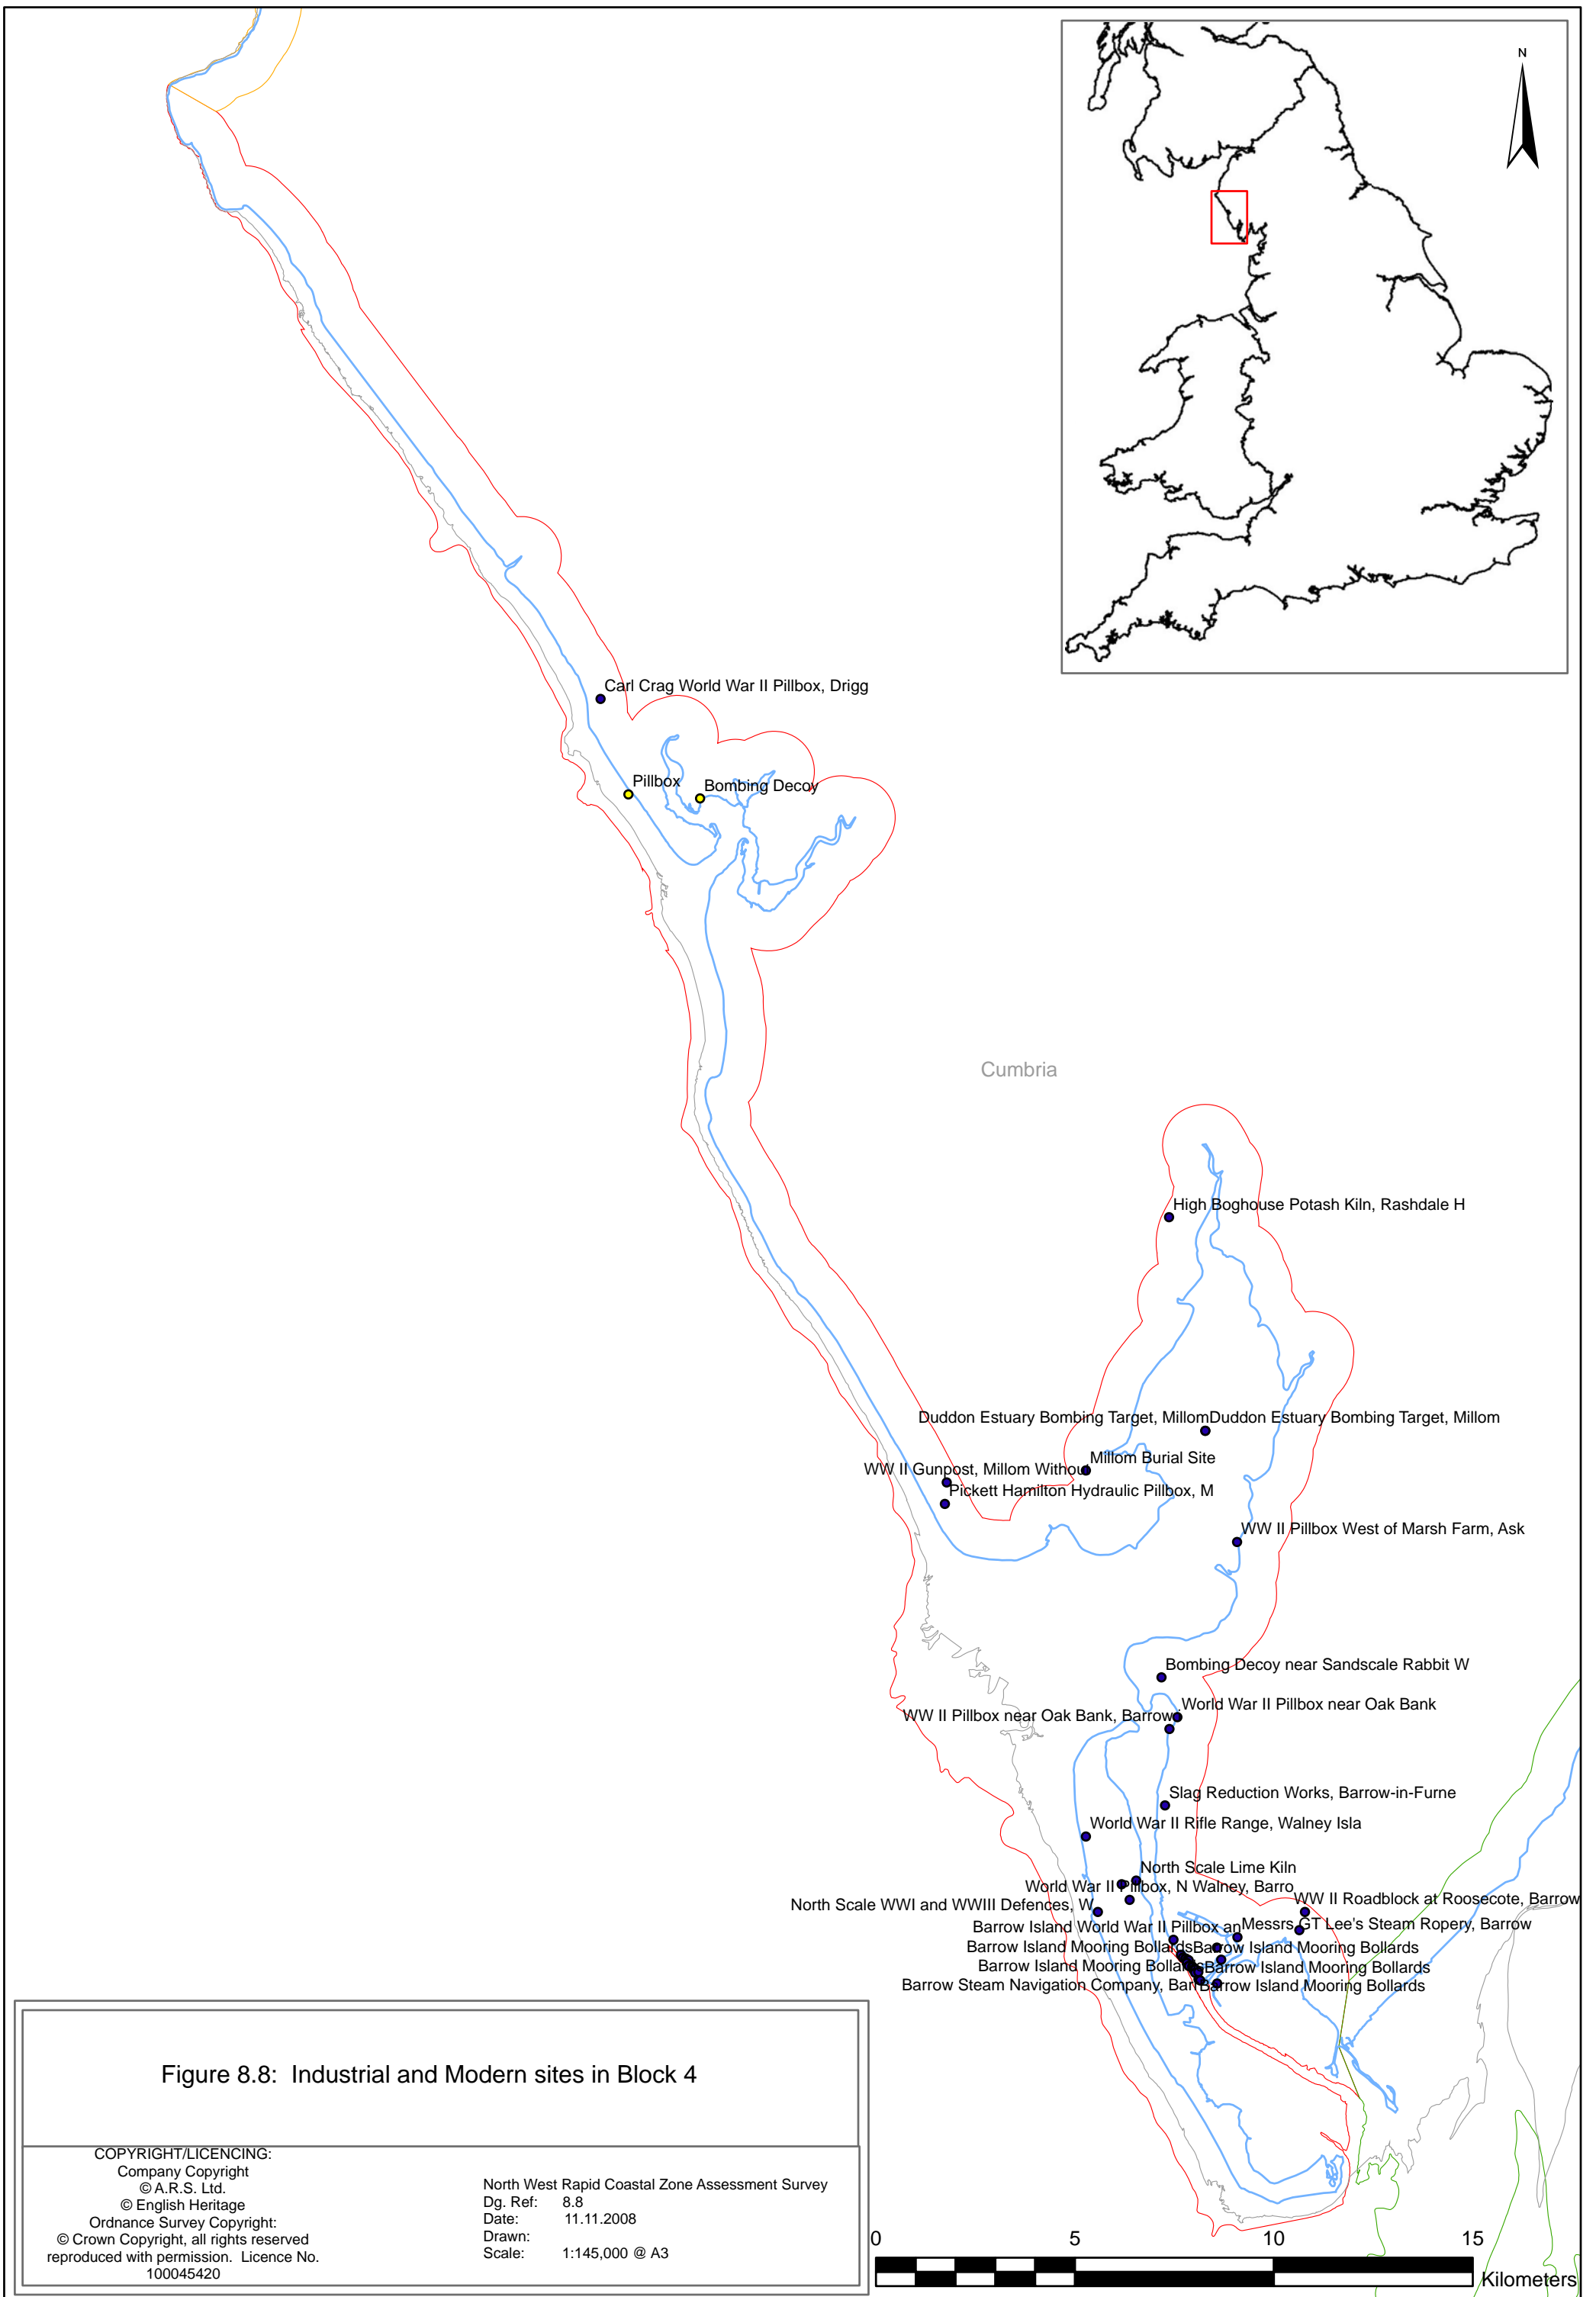 N
Carl Crag World War II Pillbox, Drigg
Pillbox
Bombing Decoy
Cumbria
High Boghouse Potash Kiln, Rashdale H
Duddon Estuary Bombing Target, Millom
Duddon Estuary Bombing Target, Millom
Millom Burial Site
WW II Gunpost, Millom Without
Pickett Hamilton Hydraulic Pillbox, M
WW II Pillbox West of Marsh Farm, Ask
Bombing Decoy near Sandscale Rabbit W
World War II Pillbox near Oak Bank
WW II Pillbox near Oak Bank, Barrow
Slag Reduction Works, Barrow-in-Furne
World War II Rifle Range, Walney Isla
North Scale Lime Kiln
World War II Pillbox, N Walney, Barro
North Scale WWI and WWIII Defences, W
WW II Roadblock at Roosecote, Barrow
Barrow Island World War II Pillbox an
Messrs GT Lee's Steam Ropery, Barrow
Barrow Island Mooring Bollards
Barrow Island Mooring Bollards
Barrow Island Mooring Bollards
Barrow Island Mooring Bollards
Barrow Steam Navigation Company, Bar
Barrow Island Mooring Bollards
Figure 8.8: Industrial and Modern sites in Block 4
COPYRIGHT/LICENCING:
Company Copyright
© A.R.S. Ltd.
© English Heritage
Ordnance Survey Copyright:
© Crown Copyright, all rights reserved
reproduced with permission. Licence No.
100045420
North West Rapid Coastal Zone Assessment Survey
Dg. Ref: 8.8
Date: 11.11.2008
Drawn:
Scale: 1:145,000 @ A3
0 5 10 15
Kilometers